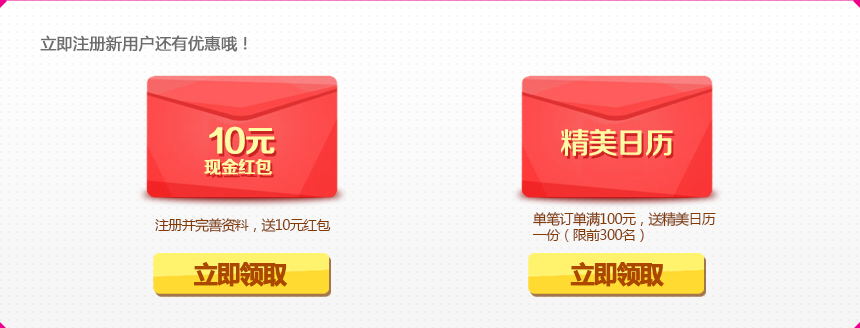 立即注册新用户还有优惠哦！
10元
现金红包
注册并完善资料，送10元红包
立即领取
精美日历
单笔订单满100元，送精美日历
一份（限前300名）
立即领取